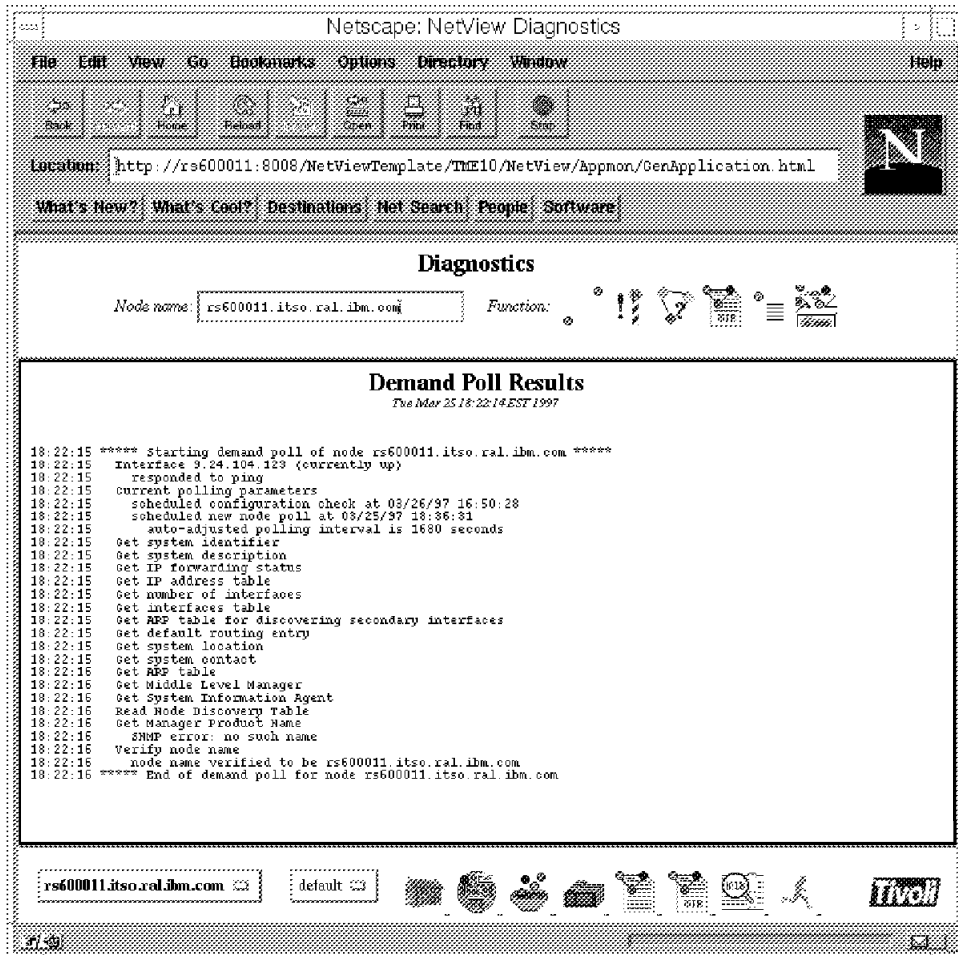 Netscape: NetView Diagnostics
File Edit View Go Bookmarks Options Directory Window Help
Back Home Reload Open Print Find Stop
Location: http://rs600011:8008/NetViewTemplate/TME10/NetView/Appmon/GenApplication.html
What's New? What's Cool? Destinations Net Search People Software
Diagnostics
Node name: rs600011.itso.ral.ibm.com Function:
Demand Poll Results
Tue Mar 25 18:22:14 EST 1997
18:22:15 ***** Starting demand poll of node rs600011.itso.ral.ibm.com *****
18:22:15 Interface 9.24.104.123 (currently up)
18:22:15 responded to ping
18:22:15 Current polling parameters
18:22:15 scheduled configuration check at 03/26/97 16:50:28
18:22:15 scheduled new node poll at 03/25/97 18:36:31
18:22:15 auto-adjusted polling interval is 1680 seconds
18:22:15 Get system identifier
18:22:15 Get system description
18:22:15 Get IP forwarding status
18:22:15 Get IP address table
18:22:15 Get number of interfaces
18:22:15 Get interfaces table
18:22:15 Get ARP table for discovering secondary interfaces
18:22:15 Get default routing entry
18:22:15 Get system location
18:22:15 Get system contact
18:22:16 Get ARP table
18:22:16 Get Middle Level Manager
18:22:16 Get System Information Agent
18:22:16 Read Node Discovery Table
18:22:16 Get Manager Product Name
18:22:16 SNMP error: no such name
18:22:16 Verify node name
18:22:16 node name verified to be rs600011.itso.ral.ibm.com
18:22:16 ***** End of demand poll for node rs600011.itso.ral.ibm.com
rs600011.itso.ral.ibm.com default Tivoli